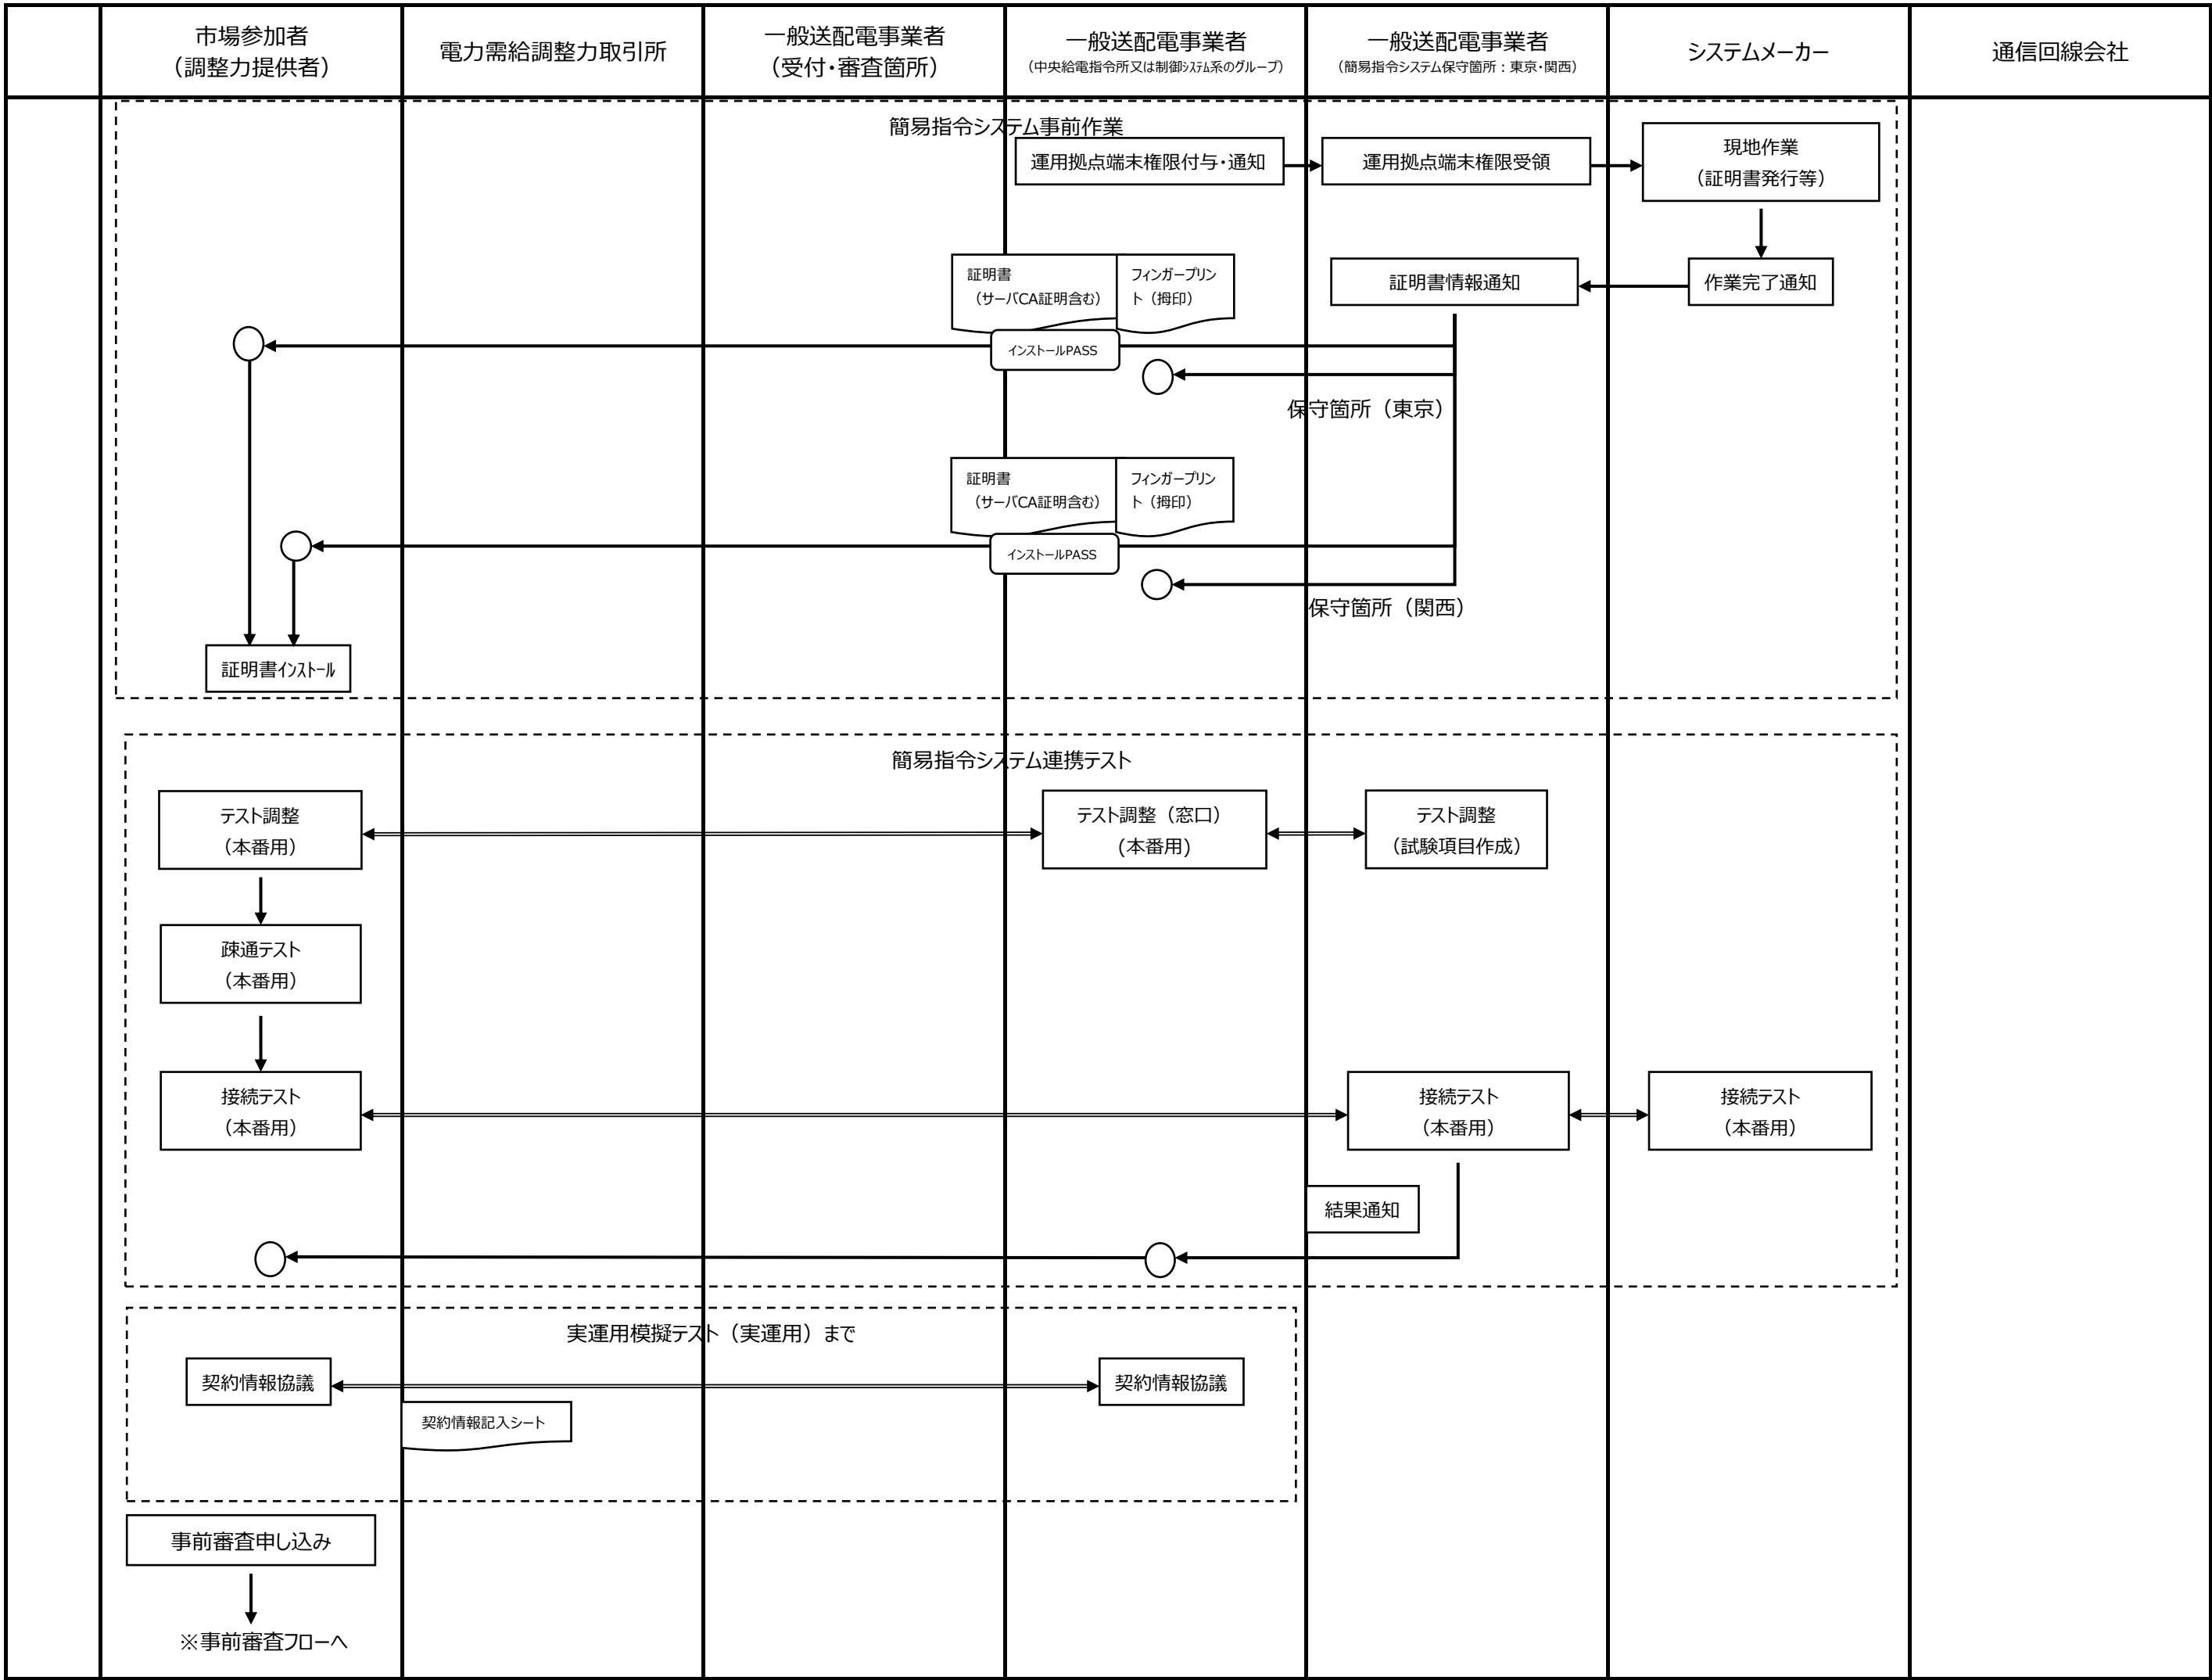 市場参加者
（調整力提供者）
電力需給調整力取引所
一般送配電事業者
（受付・審査箇所）
一般送配電事業者
（中央給電指令所又は制御ｼｽﾃﾑ系のグループ）
一般送配電事業者
（簡易指令システム保守箇所：東京・関西）
システムメーカー
通信回線会社
簡易指令システム事前作業
運用拠点端末権限付与・通知
運用拠点端末権限受領
現地作業
（証明書発行等）
証明書
（サーバCA証明含む）
フィンガープリン
ト（拇印）
証明書情報通知
作業完了通知
インストールPASS
保守箇所（東京）
証明書
（サーバCA証明含む）
フィンガープリン
ト（拇印）
インストールPASS
保守箇所（関西）
証明書ｲﾝｽﾄｰﾙ
簡易指令システム連携テスト
テスト調整
（本番用）
テスト調整（窓口）
（本番用）
テスト調整
（試験項目作成）
疎通テスト
（本番用）
接続テスト
（本番用）
接続テスト
（本番用）
接続テスト
（本番用）
結果通知
実運用模擬テスト（実運用）まで
契約情報協議
契約情報協議
契約情報記入シート
事前審査申し込み
※事前審査フローへ